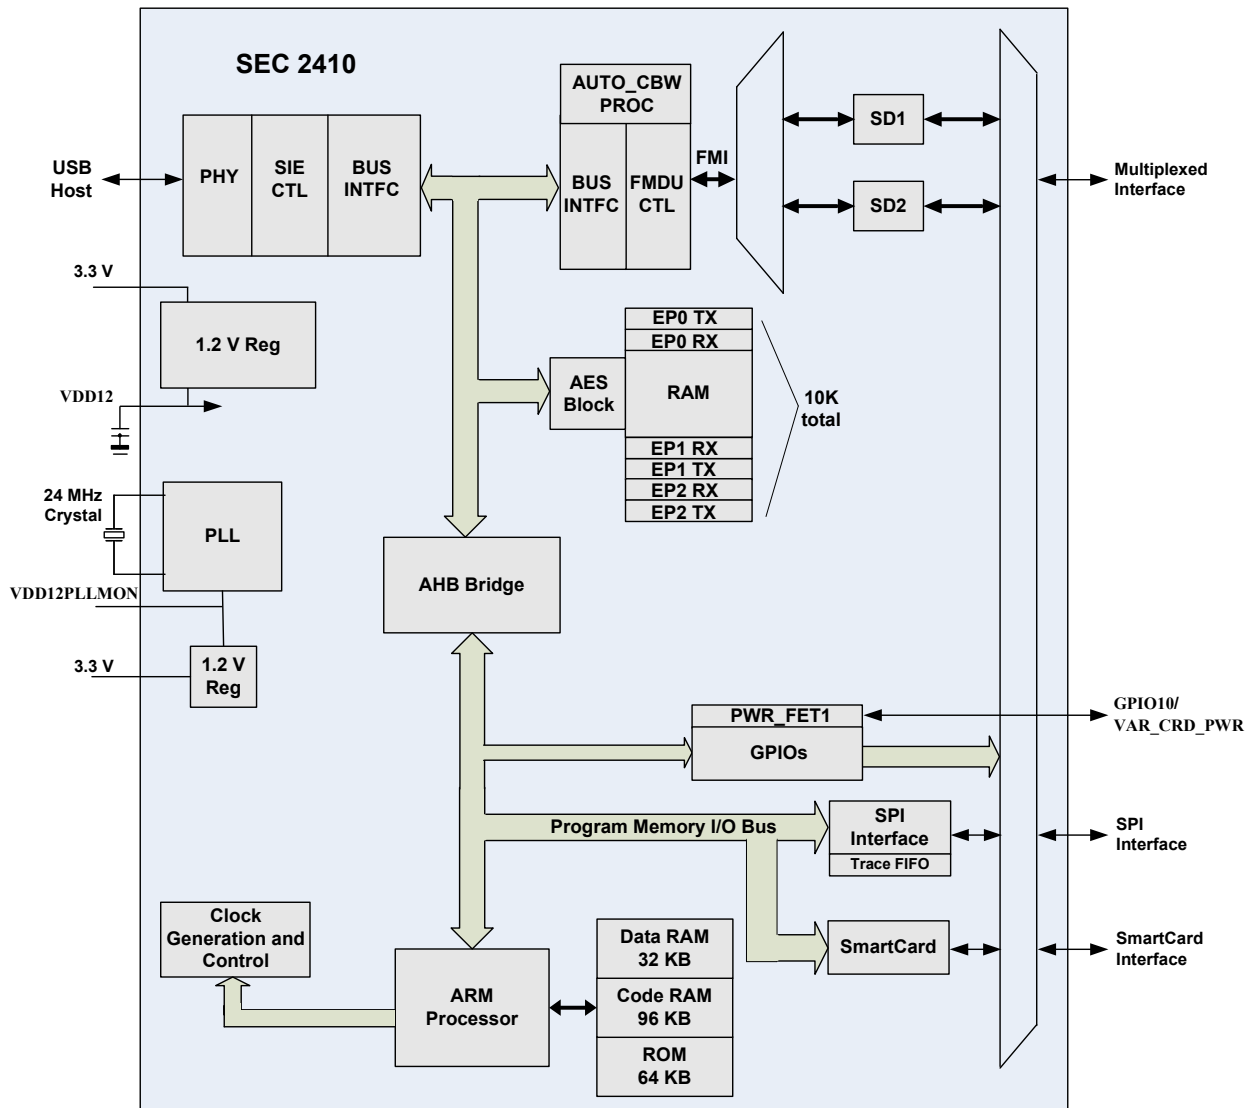 SEC 2410
AUTO_CBW
PROC
PHY
SIE
CTL
BUS
INTFC
BUS
INTFC
FMDU
CTL
FMI
SD1
SD2
USB
Host
Multiplexed
Interface
3.3 V
1.2 V Reg
VDD12
EP0 TX
EP0 RX
AES
Block
RAM
EP1 RX
EP1 TX
EP2 RX
EP2 TX
10K
total
24 MHz
Crystal
PLL
VDD12PLLMON
3.3 V
1.2 V
Reg
AHB Bridge
PWR_FET1
GPIOs
GPIO10/
VAR_CRD_PWR
Program Memory I/O Bus
SPI
Interface
Trace FIFO
SPI
Interface
SmartCard
SmartCard
Interface
Clock
Generation and
Control
ARM
Processor
Data RAM
32 KB
Code RAM
96 KB
ROM
64 KB